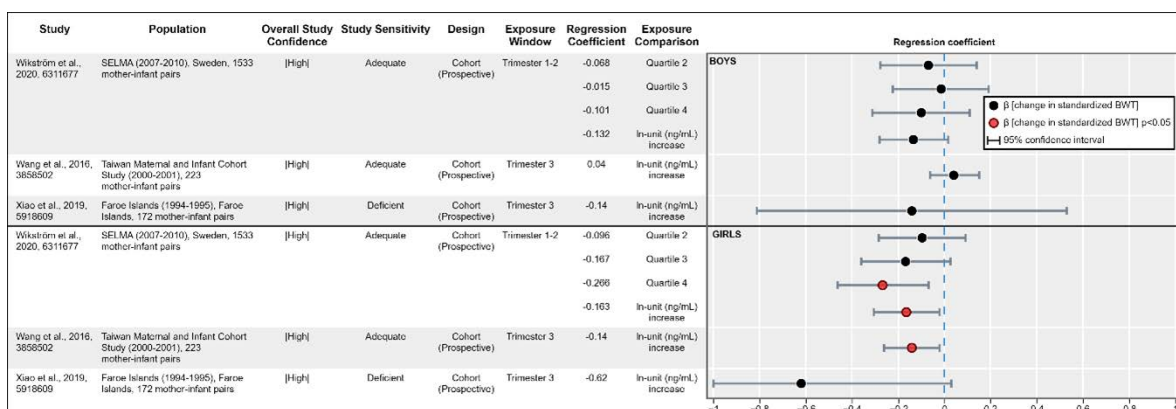 Study Population Overall Study Confidence Study Sensitivity Design Exposure Window Regression Coefficient Exposure Comparison
Regression coefficient
BOYS
Wikström et al., 2020, 6311677 SELMA (2007-2010), Sweden, 1533 mother-infant pairs |High| Adequate Cohort (Prospective) Trimester 1-2 -0.068 Quartile 2
-0.015 Quartile 3
-0.101 Quartile 4
-0.132 ln-unit (ng/mL) increase
Wang et al., 2016, 3858502 Taiwan Maternal and Infant Cohort Study (2000-2001), 223 mother-infant pairs |High| Adequate Cohort (Prospective) Trimester 3 0.04 ln-unit (ng/mL) increase
Xiao et al., 2019, 5918609 Faroe Islands (1994-1995), Faroe Islands, 172 mother-infant pairs |High| Deficient Cohort (Prospective) Trimester 3 -0.14 ln-unit (ng/mL) increase
β [change in standardized BWT]
β [change in standardized BWT] p<0.05
95% confidence interval
GIRLS
Wikström et al., 2020, 6311677 SELMA (2007-2010), Sweden, 1533 mother-infant pairs |High| Adequate Cohort (Prospective) Trimester 1-2 -0.096 Quartile 2
-0.167 Quartile 3
-0.266 Quartile 4
-0.163 ln-unit (ng/mL) increase
Wang et al., 2016, 3858502 Taiwan Maternal and Infant Cohort Study (2000-2001), 223 mother-infant pairs |High| Adequate Cohort (Prospective) Trimester 3 -0.14 ln-unit (ng/mL) increase
Xiao et al., 2019, 5918609 Faroe Islands (1994-1995), Faroe Islands, 172 mother-infant pairs |High| Deficient Cohort (Prospective) Trimester 3 -0.62 ln-unit (ng/mL) increase
-1 -0.8 -0.6 -0.4 -0.2 0 0.2 0.4 0.6 0.8